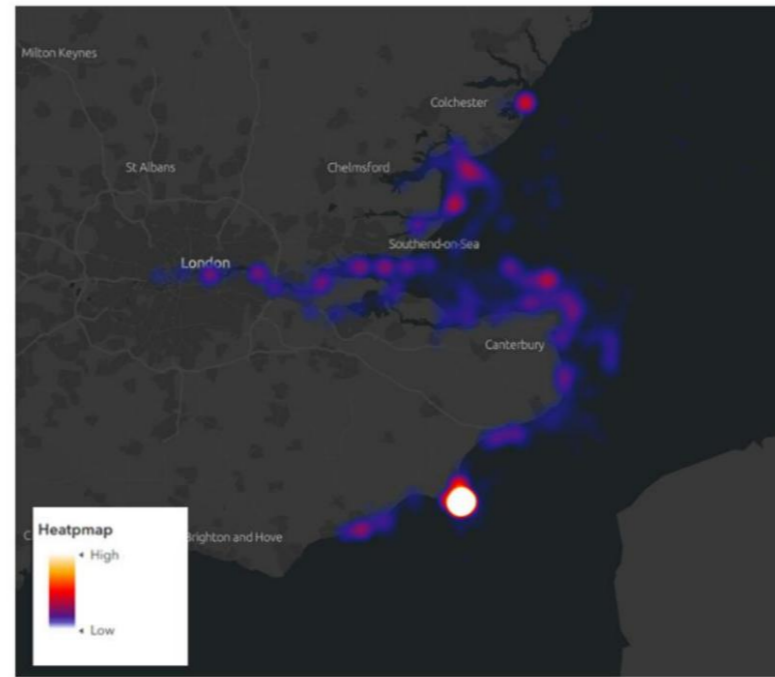 Milton Keynes
Colchester
St Albans
Chelmsford
Southend-on-Sea
London
Canterbury
Brighton and Hove
Heatpmap
High
Low